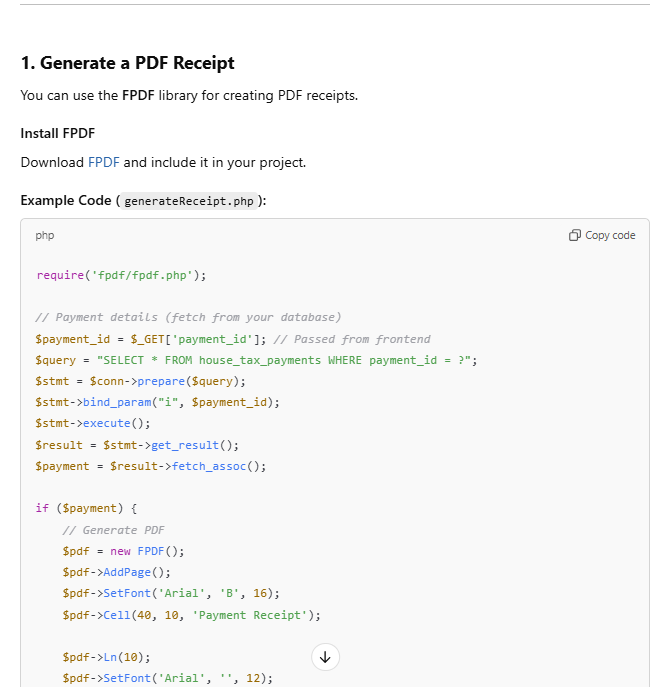 1. Generate a PDF Receipt
You can use the FPDF library for creating PDF receipts.
Install FPDF
Download FPDF and include it in your project.
Example Code (generateReceipt.php):
php
Copy code
require('fpdf/fpdf.php');
// Payment details (fetch from your database)
$payment_id = $_GET['payment_id']; // Passed from frontend
$query = "SELECT * FROM house_tax_payments WHERE payment_id = ?";
$stmt = $conn->prepare($query);
$stmt->bind_param("i", $payment_id);
$stmt->execute();
$result = $stmt->get_result();
$payment = $result->fetch_assoc();
if ($payment) {
    // Generate PDF
    $pdf = new FPDF();
    $pdf->AddPage();
    $pdf->SetFont('Arial', 'B', 16);
    $pdf->Cell(40, 10, 'Payment Receipt');
    $pdf->Ln(10);
    $pdf->SetFont('Arial', '', 12);